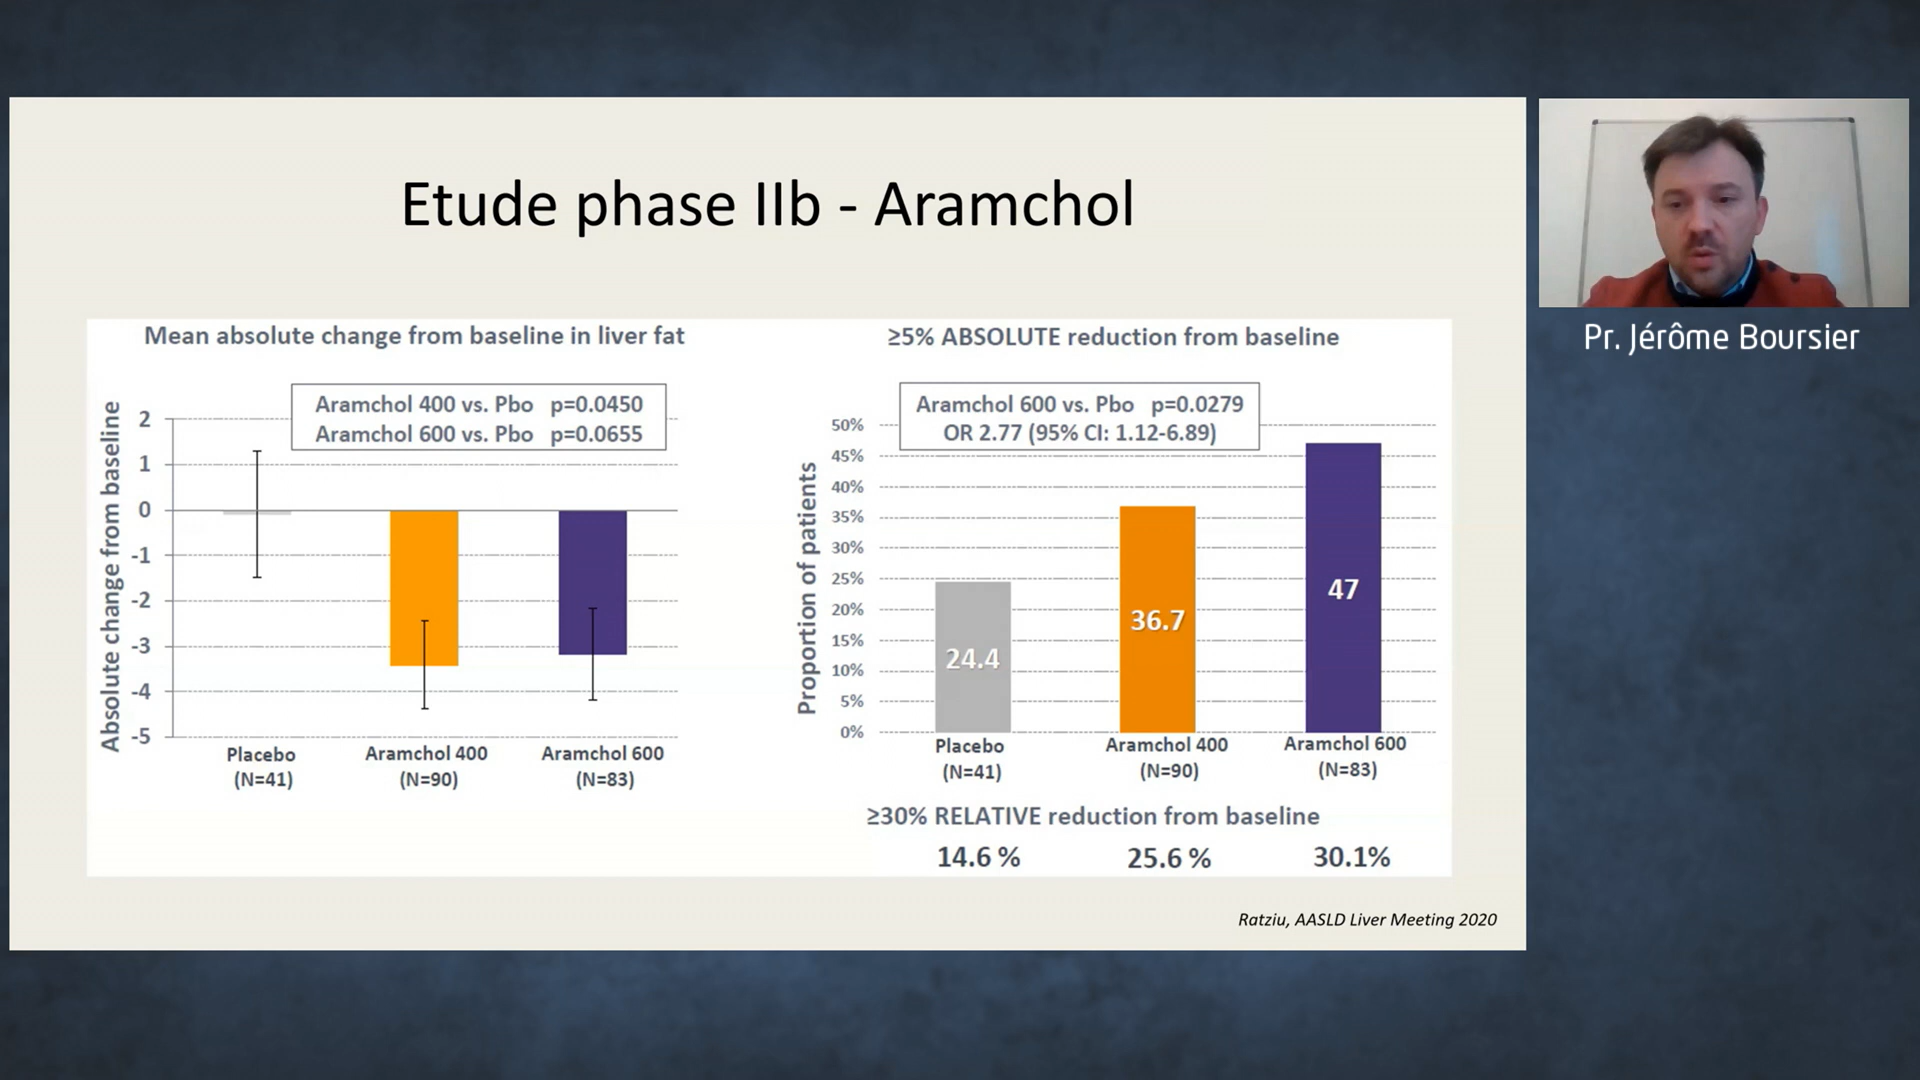 Etude phase IIb - Aramchol
Mean absolute change from baseline in liver fat
Aramchol 400 vs. Pbo p=0.0450
Aramchol 600 vs. Pbo p=0.0655
Absolute change from baseline
2
1
0
-1
-2
-3
-4
-5
Placebo
(N=41)
Aramchol 400
(N=90)
Aramchol 600
(N=83)
≥5% ABSOLUTE reduction from baseline
Aramchol 600 vs. Pbo p=0.0279
OR 2.77 (95% CI: 1.12-6.89)
Proportion of patients
50%
45%
40%
35%
30%
25%
20%
15%
10%
5%
0%
24.4
36.7
47
Placebo
(N=41)
Aramchol 400
(N=90)
Aramchol 600
(N=83)
≥30% RELATIVE reduction from baseline
14.6 % 25.6 % 30.1%
Ratziu, AASLD Liver Meeting 2020
Pr. Jérôme Boursier